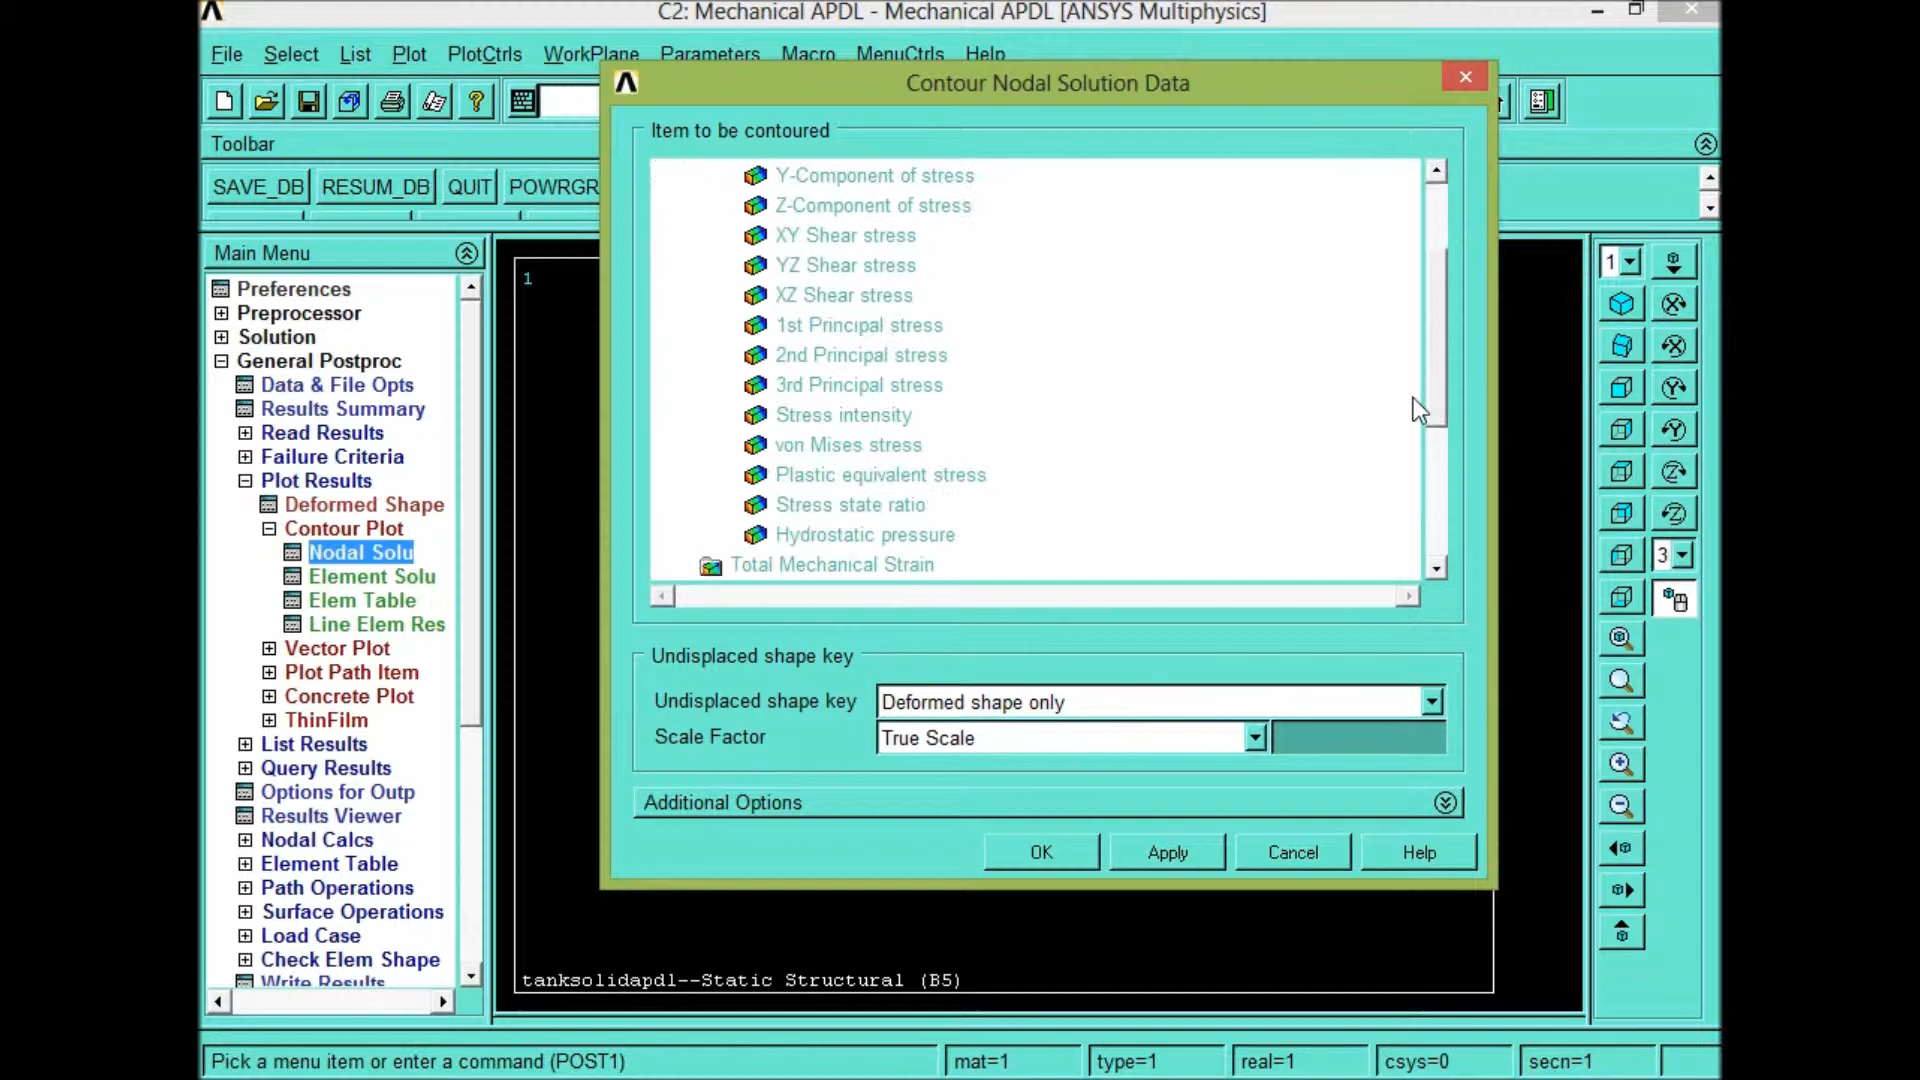 C2: Mechanical APDL - Mechanical APDL [ANSYS Multiphysics]
File Select List Plot PlotCtrls WorkPlane Parameters Macro MenuCtrls Help
Contour Nodal Solution Data
Toolbar
SAVE_DB RESUM_DB QUIT POWRGR
Main Menu
Preferences
Preprocessor
Solution
General Postproc
Data & File Opts
Results Summary
Read Results
Failure Criteria
Plot Results
Deformed Shape
Contour Plot
Nodal Solu
Element Solu
Elem Table
Line Elem Res
Vector Plot
Plot Path Item
Concrete Plot
ThinFilm
List Results
Query Results
Options for Outp
Results Viewer
Nodal Calcs
Element Table
Path Operations
Surface Operations
Load Case
Check Elem Shape
Write Results
1
Item to be contoured
Y-Component of stress
Z-Component of stress
XY Shear stress
YZ Shear stress
XZ Shear stress
1st Principal stress
2nd Principal stress
3rd Principal stress
Stress intensity
von Mises stress
Plastic equivalent stress
Stress state ratio
Hydrostatic pressure
Total Mechanical Strain
Undisplaced shape key
Undisplaced shape key Deformed shape only
Scale Factor True Scale
Additional Options
OK Apply Cancel Help
tanksolidapdl--Static Structural (B5)
1
X
X
Y
Y
Z
Z
3
Pick a menu item or enter a command (POST1) mat=1 type=1 real=1 csys=0 secn=1